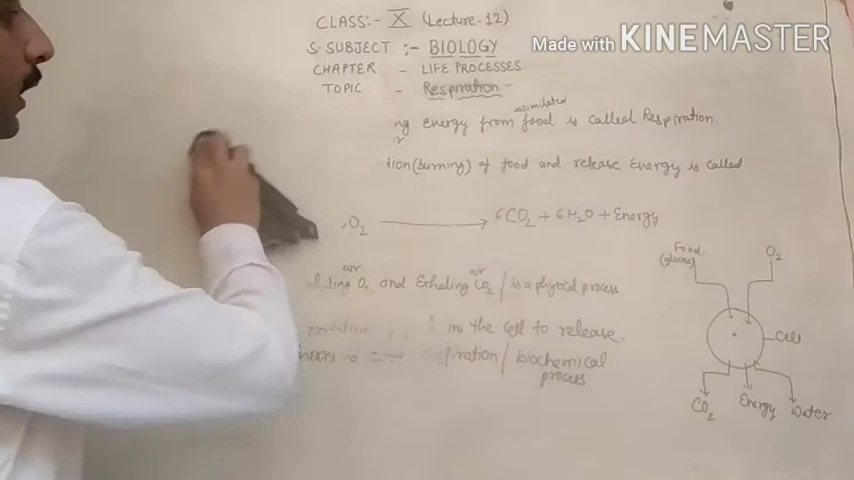 CLASS:- X (Lecture-12)
S. SUBJECT :- BIOLOGY
Made with KINEMASTER
CHAPTER - LIFE PROCESSES
TOPIC - Respiration
assimilated
ng energy from food is called Respiration
tion (burning) of food and release Energy is called
O2 → 6CO2 + 6H2O + Energy
Food (glucose)
O2
air air
O2 and Exhaling CO2 / is a physical process
in the cell to release
Cell
piration / biochemical
process
CO2 Energy Water